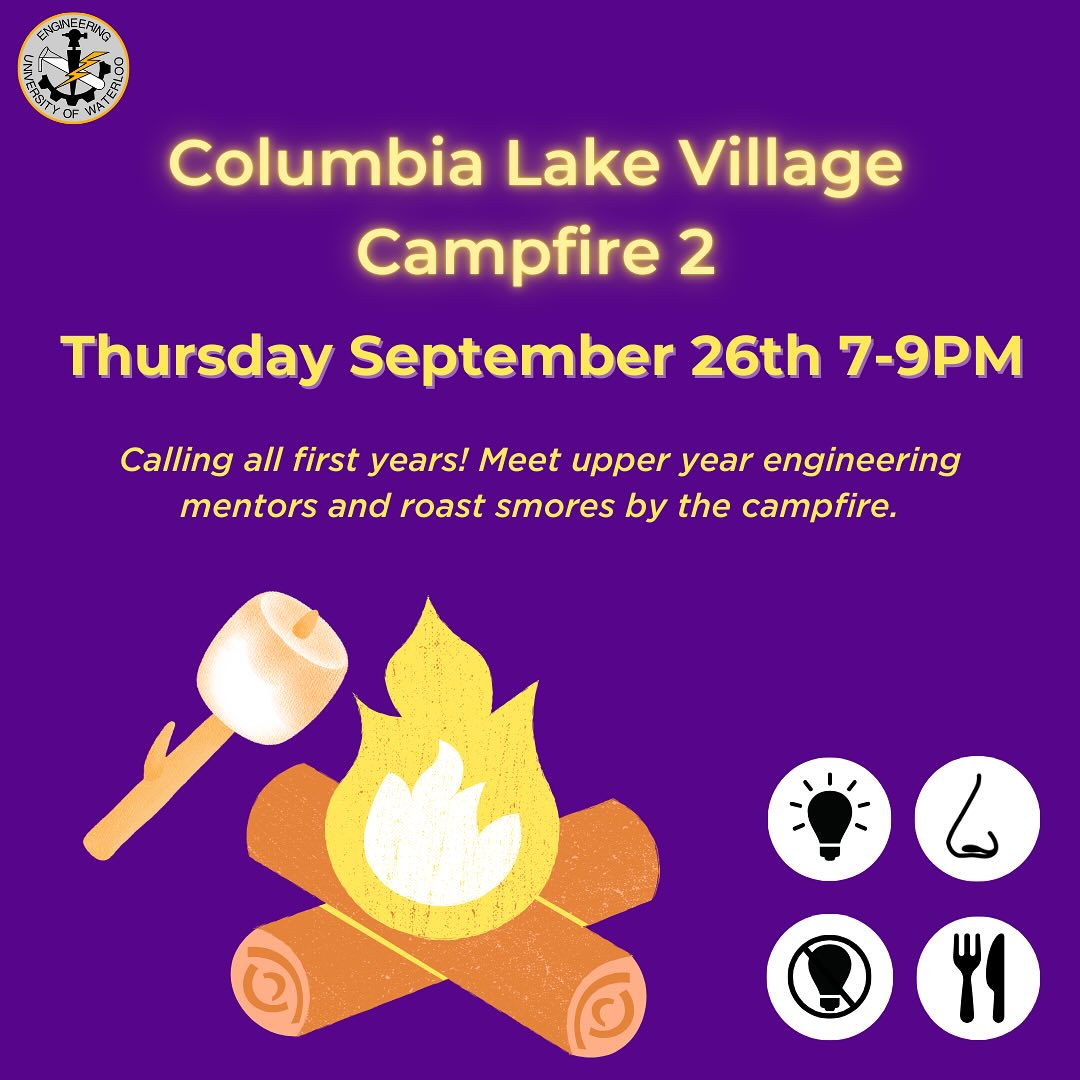 ENGINEERING
UNIVERSITY OF WATERLOO
Columbia Lake Village
Campfire 2
Thursday September 26th 7-9PM
Calling all first years! Meet upper year engineering
mentors and roast smores by the campfire.